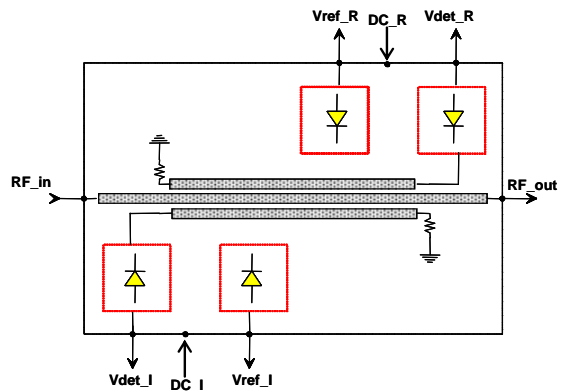 Vref_R
DC_R
Vdet_R
RF_in
RF_out
Vdet_I
DC_I
Vref_I